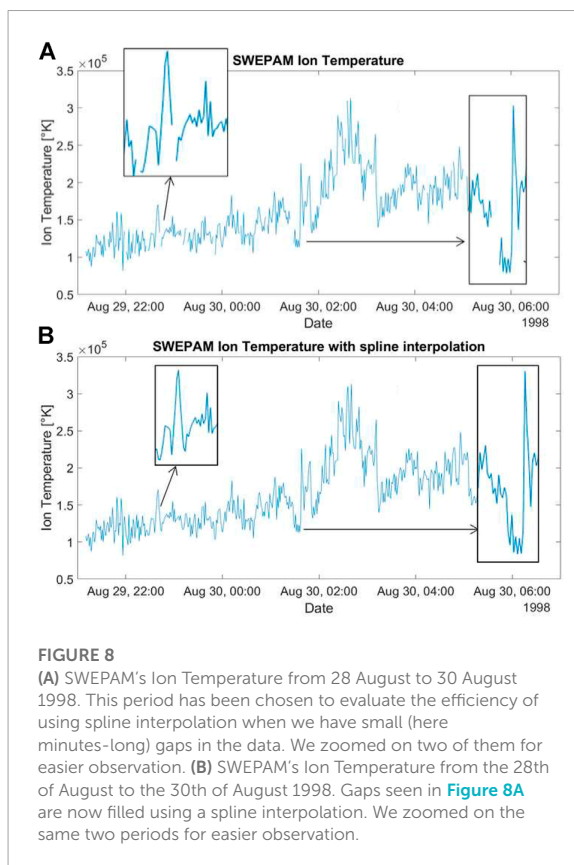 A
SWEPAM Ion Temperature
×10⁵
3.5
3
2.5
2
1.5
1
0.5
Ion Temperature [°K]
Aug 29, 22:00 Aug 30, 00:00 Aug 30, 02:00 Aug 30, 04:00 Aug 30, 06:00
Date
1998
B
SWEPAM Ion Temperature with spline interpolation
×10⁵
3.5
3
2.5
2
1.5
1
0.5
Ion Temperature [°K]
Aug 29, 22:00 Aug 30, 00:00 Aug 30, 02:00 Aug 30, 04:00 Aug 30, 06:00
Date
1998
FIGURE 8
(A) SWEPAM’s Ion Temperature from 28 August to 30 August
1998. This period has been chosen to evaluate the efficiency of
using spline interpolation when we have small (here
minutes-long) gaps in the data. We zoomed on two of them for
easier observation. (B) SWEPAM’s Ion Temperature from the 28th
of August to the 30th of August 1998. Gaps seen in Figure 8A
are now filled using a spline interpolation. We zoomed on the
same two periods for easier observation.